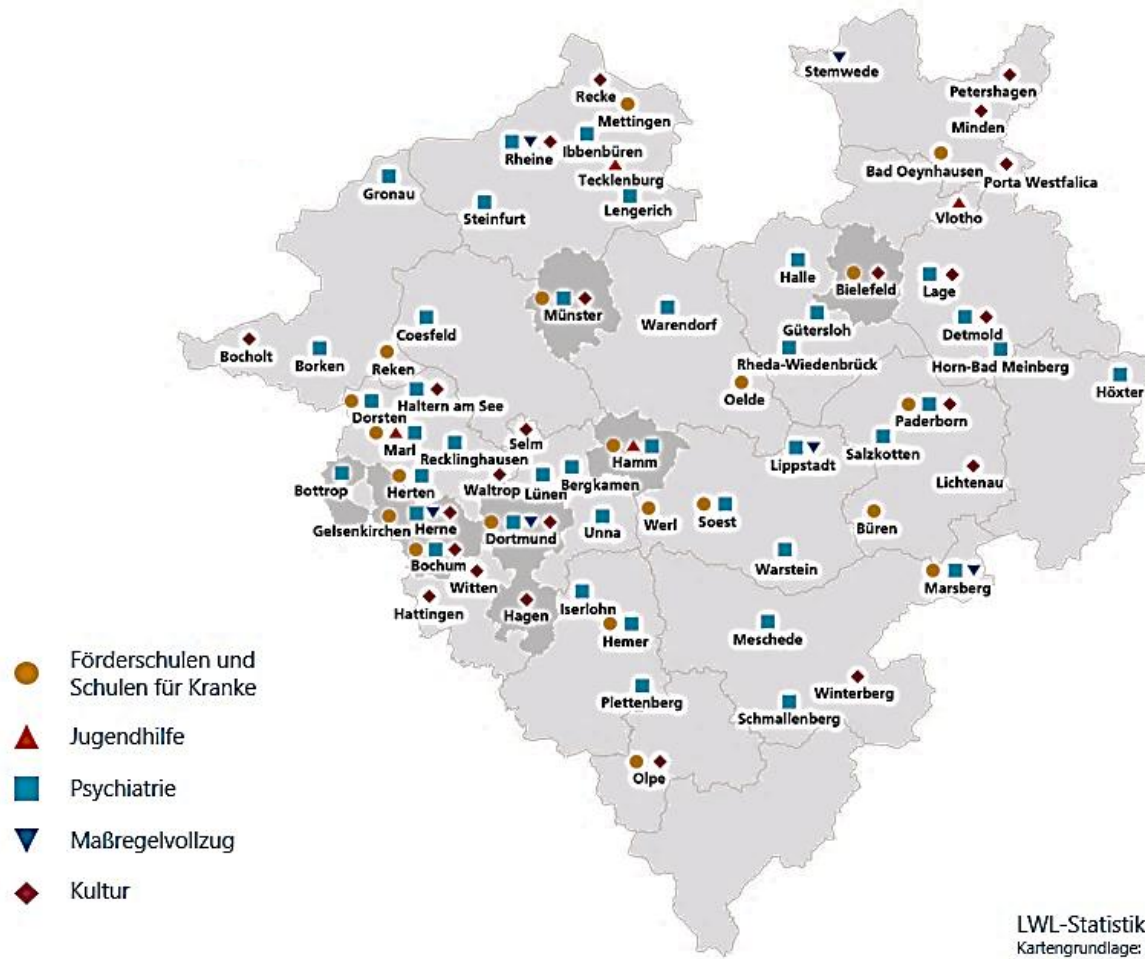 Stemwede
Recke
Petershagen
Mettingen
Minden
Rheine
Ibbenbüren
Bad Oeynhausen
Porta Westfalica
Tecklenburg
Gronau
Steinfurt
Lengerich
Vlotho
Halle
Bielefeld
Lage
Münster
Warendorf
Gütersloh
Detmold
Coesfeld
Bocholt
Borken
Reken
Rheda-Wiedenbrück
Horn-Bad Meinberg
Höxter
Oelde
Haltern am See
Dorsten
Paderborn
Marl
Recklinghausen
Selm
Hamm
Lippstadt
Salzkotten
Bottrop
Herten
Waltrop
Lünen
Bergkamen
Lichtenau
Gelsenkirchen
Herne
Dortmund
Unna
Werl
Soest
Büren
Bochum
Witten
Warstein
Marsberg
Hattingen
Hagen
Iserlohn
Hemer
Meschede
Plettenberg
Winterberg
Schmallenberg
Olpe
Förderschulen und
Schulen für Kranke
Jugendhilfe
Psychiatrie
Maßregelvollzug
Kultur
LWL-Statistik
Kartengrundlage: